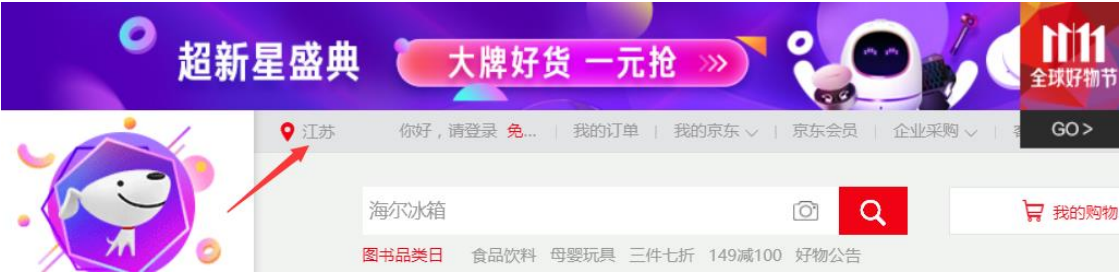 超新星盛典 大牌好货 一元抢 >>>
11.11
全球好物节
GO>
江苏 你好，请登录 免... 我的订单 我的京东 京东会员 企业采购
海尔冰箱
我的购物
图书品类日 食品饮料 母婴玩具 三件七折 149减100 好物公告